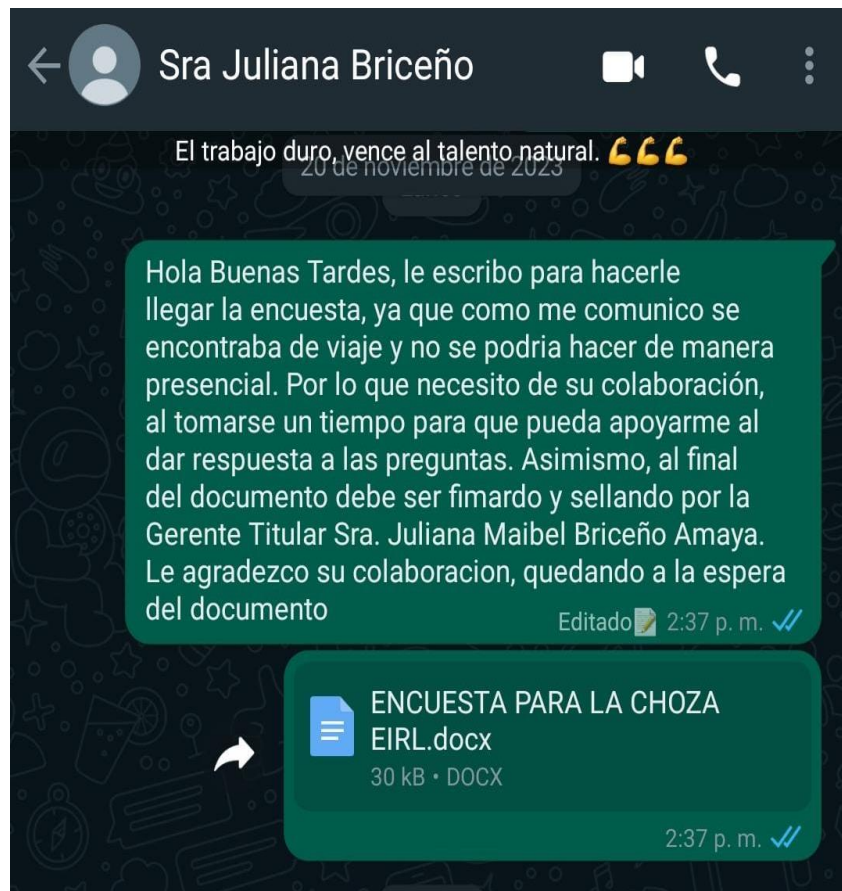 Sra Juliana Briceño
El trabajo duro, vence al talento natural. 💪💪💪
20 de noviembre de 2023
Hola Buenas Tardes, le escribo para hacerle
llegar la encuesta, ya que como me comunico se
encontraba de viaje y no se podria hacer de manera
presencial. Por lo que necesito de su colaboración,
al tomarse un tiempo para que pueda apoyarme al
dar respuesta a las preguntas. Asimismo, al final
del documento debe ser fimardo y sellando por la
Gerente Titular Sra. Juliana Maibel Briceño Amaya.
Le agradezco su colaboracion, quedando a la espera
del documento
Editado📝 2:37 p. m.
ENCUESTA PARA LA CHOZA
EIRL.docx
30 kB • DOCX
2:37 p. m.